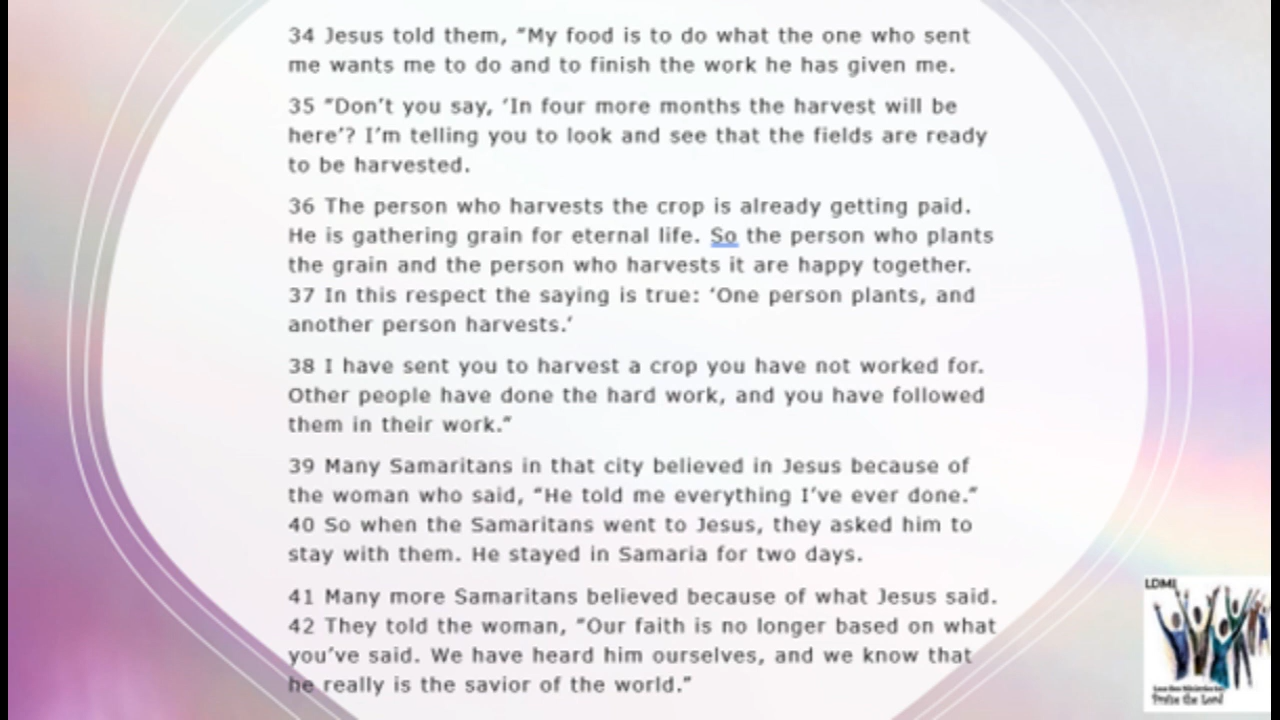 34 Jesus told them, "My food is to do what the one who sent
me wants me to do and to finish the work he has given me.
35 "Don't you say, 'In four more months the harvest will be
here'? I'm telling you to look and see that the fields are ready
to be harvested.
36 The person who harvests the crop is already getting paid.
He is gathering grain for eternal life. So the person who plants
the grain and the person who harvests it are happy together.
37 In this respect the saying is true: 'One person plants, and
another person harvests.'
38 I have sent you to harvest a crop you have not worked for.
Other people have done the hard work, and you have followed
them in their work."
39 Many Samaritans in that city believed in Jesus because of
the woman who said, "He told me everything I've ever done."
40 So when the Samaritans went to Jesus, they asked him to
stay with them. He stayed in Samaria for two days.
41 Many more Samaritans believed because of what Jesus said.
42 They told the woman, "Our faith is no longer based on what
you've said. We have heard him ourselves, and we know that
he really is the savior of the world."
LDMI
Praise the Lord